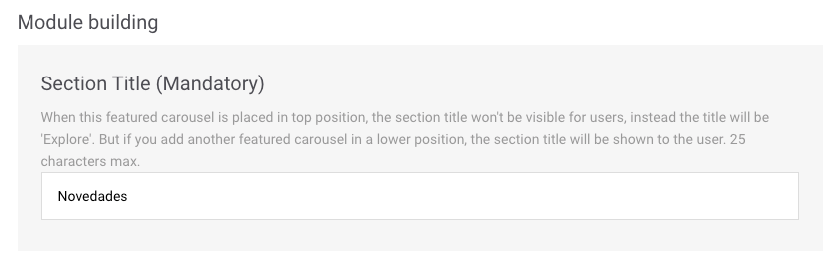 Module building
Section Title (Mandatory)
When this featured carousel is placed in top position, the section title won't be visible for users, instead the title will be
'Explore'. But if you add another featured carousel in a lower position, the section title will be shown to the user. 25
characters max.
Novedades